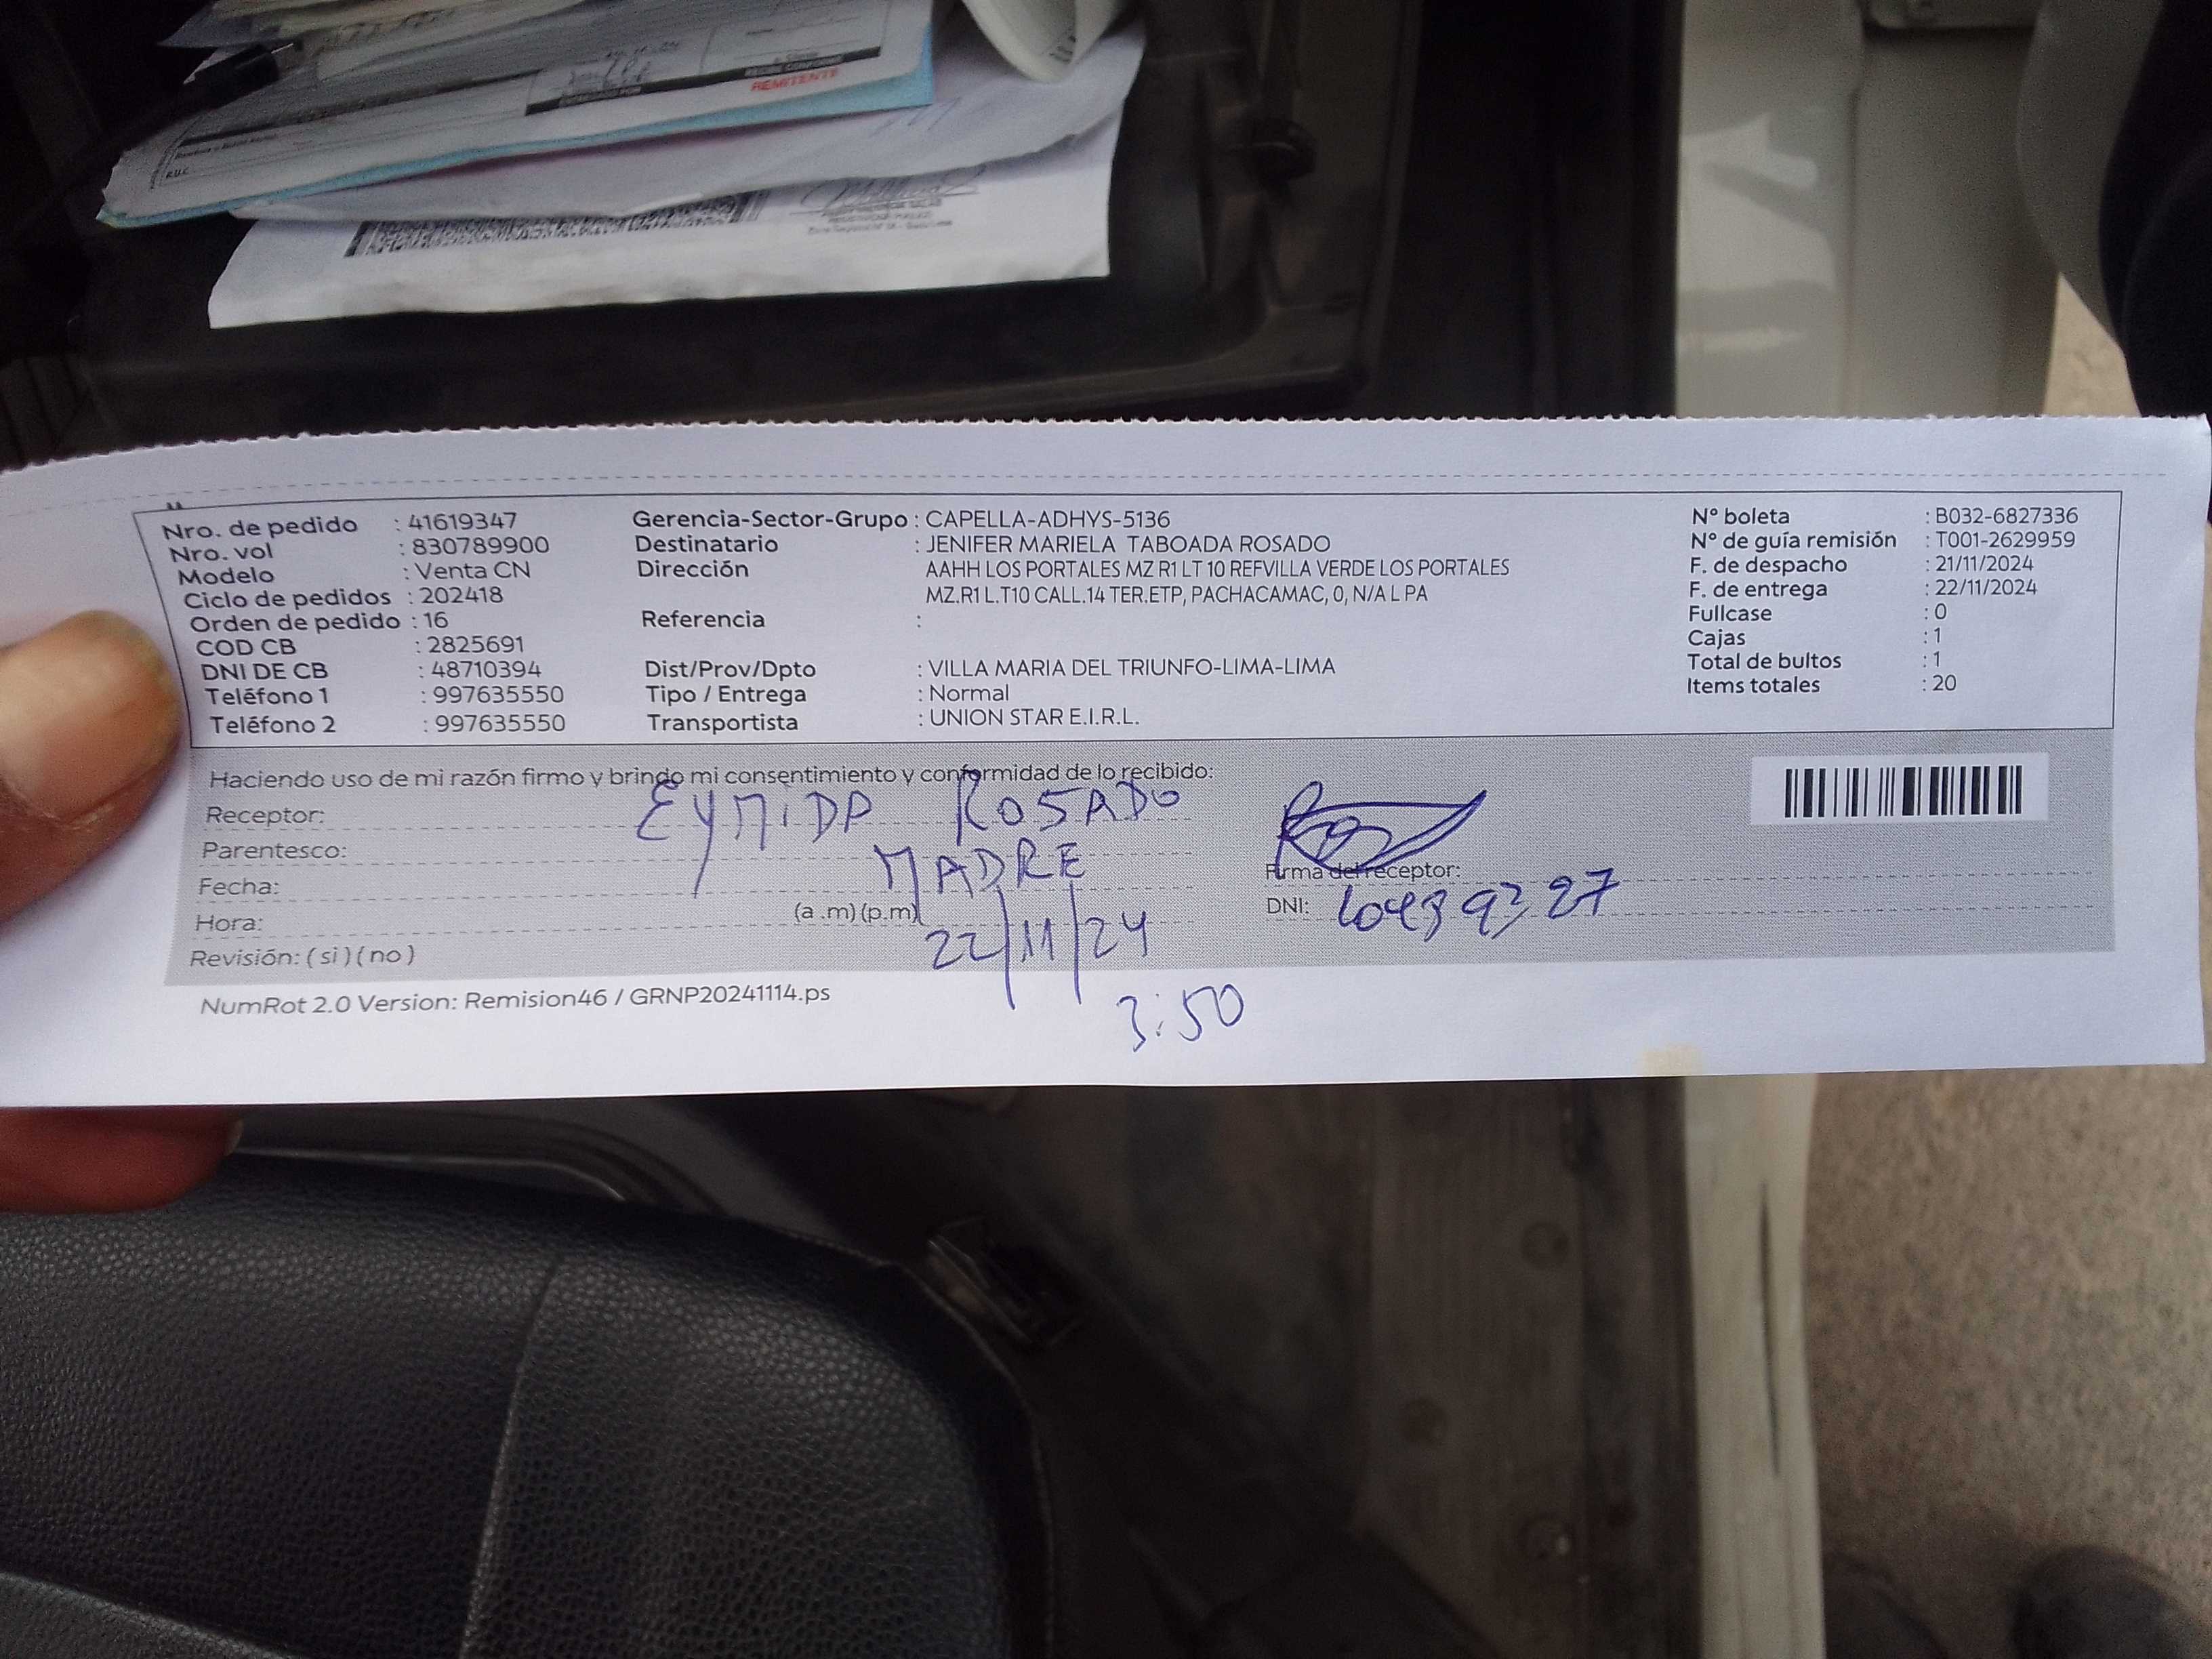 REMITENTE
R.U.C.
Nro. de pedido : 41619347
Nro. vol : 830789900
Modelo : Venta CN
Ciclo de pedidos : 202418
Orden de pedido : 16
COD CB : 2825691
DNI DE CB : 48710394
Teléfono 1 : 997635550
Teléfono 2 : 997635550
Gerencia-Sector-Grupo : CAPELLA-ADHYS-5136
Destinatario : JENIFER MARIELA TABOADA ROSADO
Dirección AAHH LOS PORTALES MZ R1 LT 10 REFVILLA VERDE LOS PORTALES
MZ.R1 L.T10 CALL.14 TER.ETP, PACHACAMAC, 0, N/A L PA
Referencia :
Dist/Prov/Dpto : VILLA MARIA DEL TRIUNFO-LIMA-LIMA
Tipo / Entrega : Normal
Transportista : UNION STAR E.I.R.L.
N° boleta : B032-6827336
N° de guía remisión : T001-2629959
F. de despacho : 21/11/2024
F. de entrega : 22/11/2024
Fullcase : 0
Cajas : 1
Total de bultos : 1
Items totales : 20
Haciendo uso de mi razón firmo y brindo mi consentimiento y conformidad de lo recibido:
Receptor: EYMIDA ROSADO
Parentesco: MADRE
Fecha: 22/11/24
Hora: (a .m) (p.m) 3:50
Revisión: ( si ) ( no )
Firma del receptor:
DNI:
NumRot 2.0 Version: Remision46 / GRNP20241114.ps